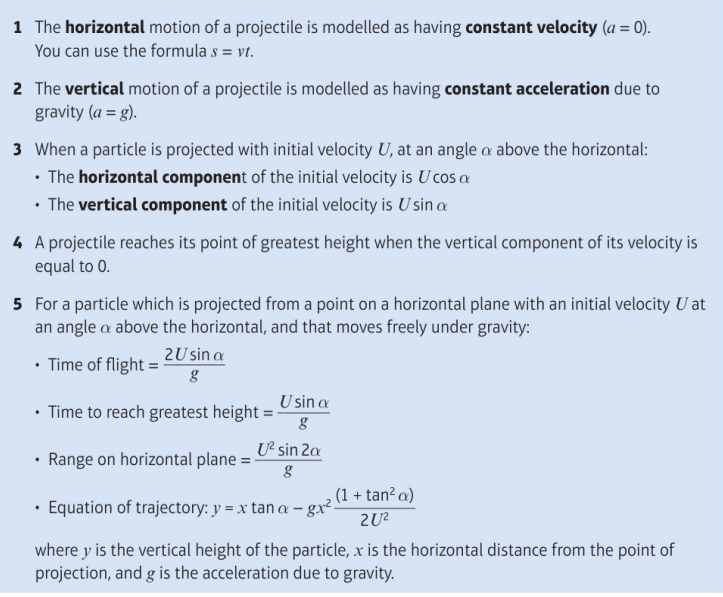 1 The horizontal motion of a projectile is modelled as having constant velocity (a = 0).
You can use the formula s = vt.
2 The vertical motion of a projectile is modelled as having constant acceleration due to
gravity (a = g).
3 When a particle is projected with initial velocity U, at an angle α above the horizontal:
• The horizontal component of the initial velocity is U cos α
• The vertical component of the initial velocity is U sin α
4 A projectile reaches its point of greatest height when the vertical component of its velocity is
equal to 0.
5 For a particle which is projected from a point on a horizontal plane with an initial velocity U at
an angle α above the horizontal, and that moves freely under gravity:
• Time of flight = 2U sin α / g
• Time to reach greatest height = U sin α / g
• Range on horizontal plane = U² sin 2α / g
• Equation of trajectory: y = x tan α − gx² (1 + tan² α) / 2U²
where y is the vertical height of the particle, x is the horizontal distance from the point of
projection, and g is the acceleration due to gravity.